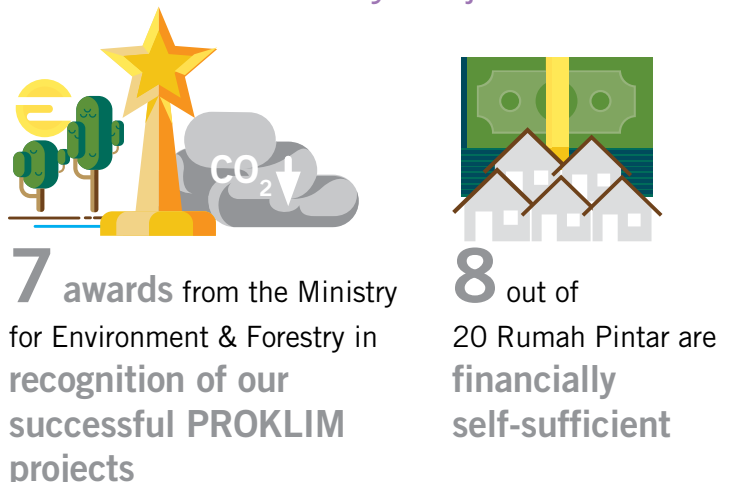 CO2
7 awards from the Ministry
for Environment & Forestry in
recognition of our
successful PROKLIM
projects
8 out of
20 Rumah Pintar are
financially
self-sufficient